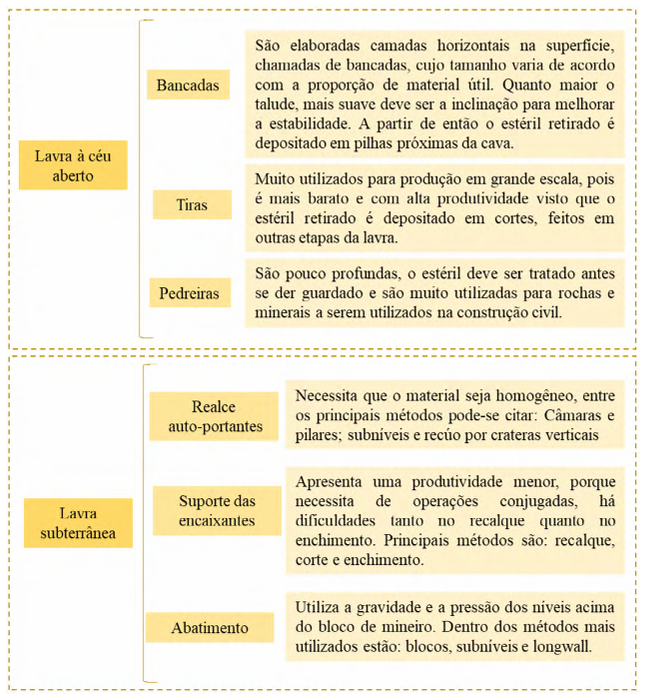 Lavra à céu
aberto
Bancadas
São elaboradas camadas horizontais na superfície,
chamadas de bancadas, cujo tamanho varia de acordo
com a proporção de material útil. Quanto maior o
talude, mais suave deve ser a inclinação para melhorar
a estabilidade. A partir de então o estéril retirado é
depositado em pilhas próximas da cava.
Tiras
Muito utilizados para produção em grande escala, pois
é mais barato e com alta produtividade visto que o
estéril retirado é depositado em cortes, feitos em
outras etapas da lavra.
Pedreiras
São pouco profundas, o estéril deve ser tratado antes
se der guardado e são muito utilizadas para rochas e
minerais a serem utilizados na construção civil.
Lavra
subterrânea
Realce
auto-portantes
Necessita que o material seja homogêneo, entre
os principais métodos pode-se citar: Câmaras e
pilares; subníveis e recúo por crateras verticais
Suporte das
encaixantes
Apresenta uma produtividade menor, porque
necessita de operações conjugadas, há
dificuldades tanto no recalque quanto no
enchimento. Principais métodos são: recalque,
corte e enchimento.
Abatimento
Utiliza a gravidade e a pressão dos níveis acima
do bloco de mineiro. Dentro dos métodos mais
utilizados estão: blocos, subníveis e longwall.